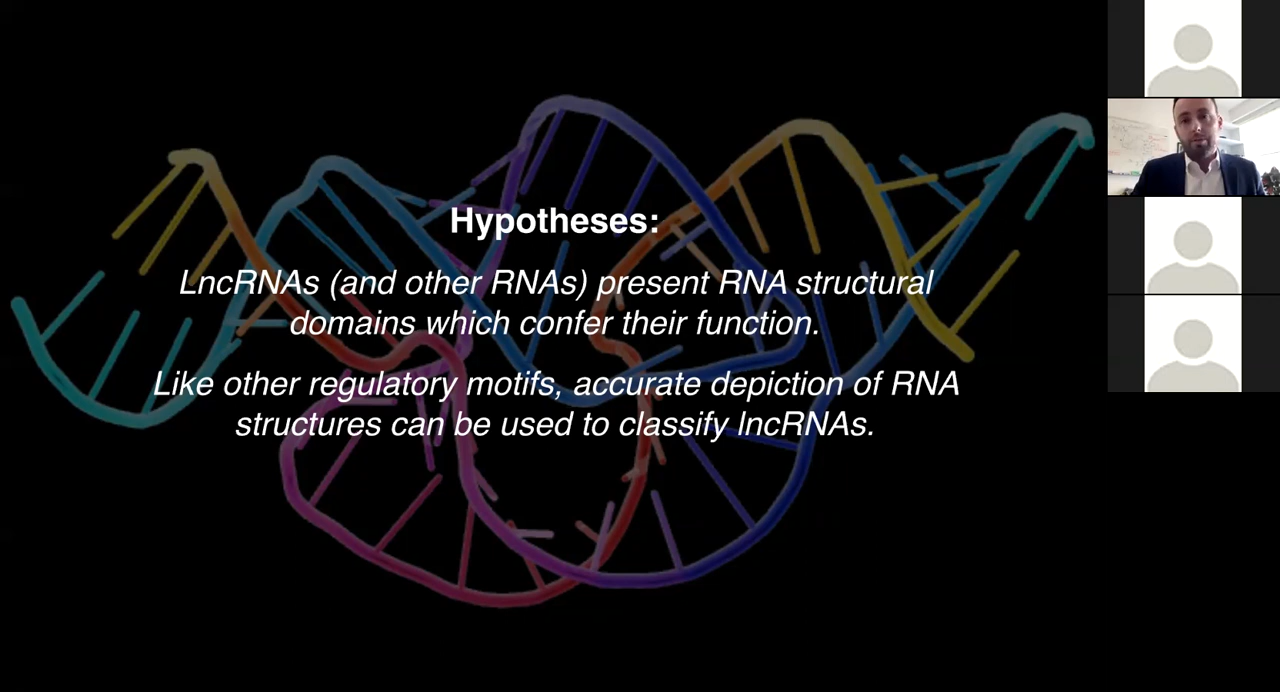 Hypotheses:
LncRNAs (and other RNAs) present RNA structural
domains which confer their function.
Like other regulatory motifs, accurate depiction of RNA
structures can be used to classify lncRNAs.